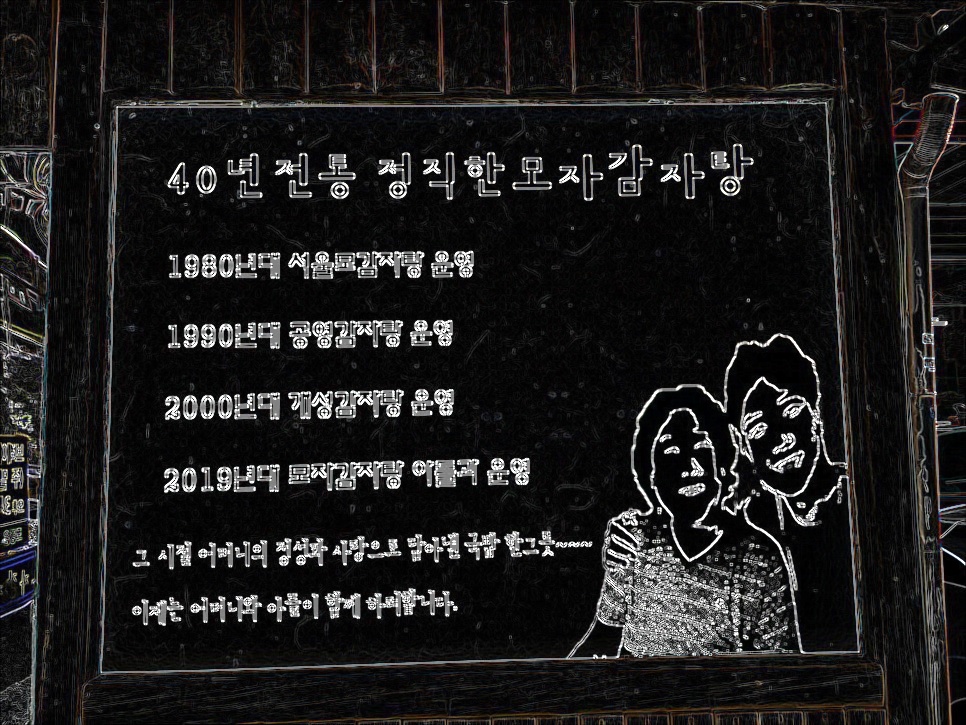 40년전통 정직한모자감자탕
1980년대 서울묘감자탕 운영
1990년대 공영감자탕 운영
2000년대 개성감자탕 운영
2019년대 모자감자탕 아들과 운영
그 시절 어머니의 정성과 사랑으로 담아낸 국밥 한그릇~~~~
이제는 어머니와 아들이 함께 하려합니다.